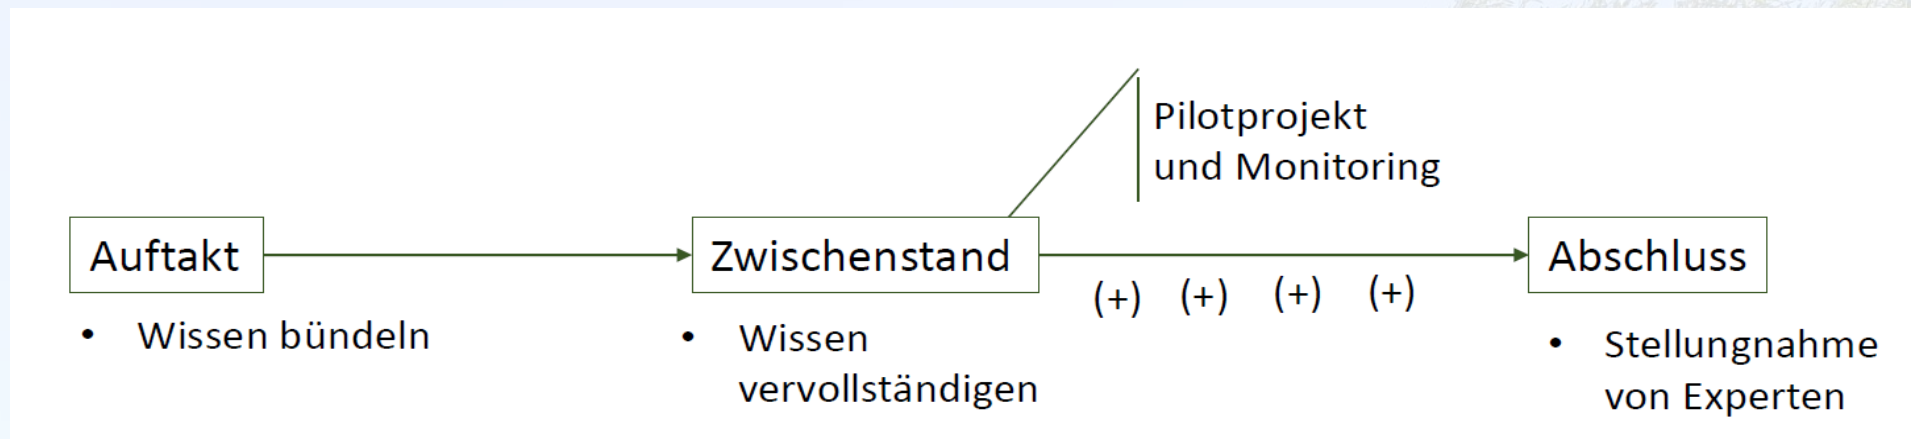 Pilotprojekt
und Monitoring
Auftakt
Zwischenstand
Abschluss
(+) (+) (+) (+)
• Wissen bündeln
• Wissen
vervollständigen
• Stellungnahme
von Experten